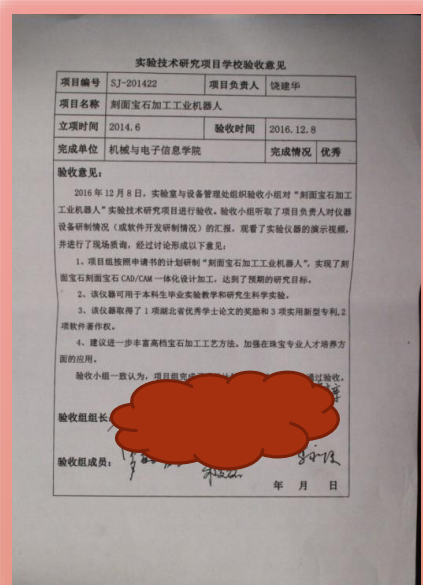 实验技术研究项目学校验收意见
项目编号 SJ-201422 项目负责人 饶建华
项目名称 刻面宝石加工工业机器人
立项时间 2014.6 验收时间 2016.12.8
完成单位 机械与电子信息学院 完成情况 优秀
验收意见：
2016年12月8日，实验室与设备管理处组织验收小组对“刻面宝石加工
工业机器人”实验技术研究项目进行验收。验收小组听取了项目负责人对仪器
设备研制情况（或软件开发研制情况）的汇报，观看了实验仪器的演示视频，
并进行了现场质询，经过讨论形成以下意见：
1、项目组按照申请书的计划研制“刻面宝石加工工业机器人”，实现了刻
面宝石刻面宝石CAD/CAM一体化设计加工，达到了预期的研究目标。
2、该仪器可用于本科生毕业实验教学和研究生科学实验。
3、该仪器取得了1项湖北省优秀学士论文的奖励和3项实用新型专利,2
项软件著作权。
4、建议进一步丰富高档宝石加工工艺方法，加强在珠宝专业人才培养方
面的应用。
验收小组一致认为，项目组完成 通过验收。
验收组组长：
验收组成员：
年 月 日